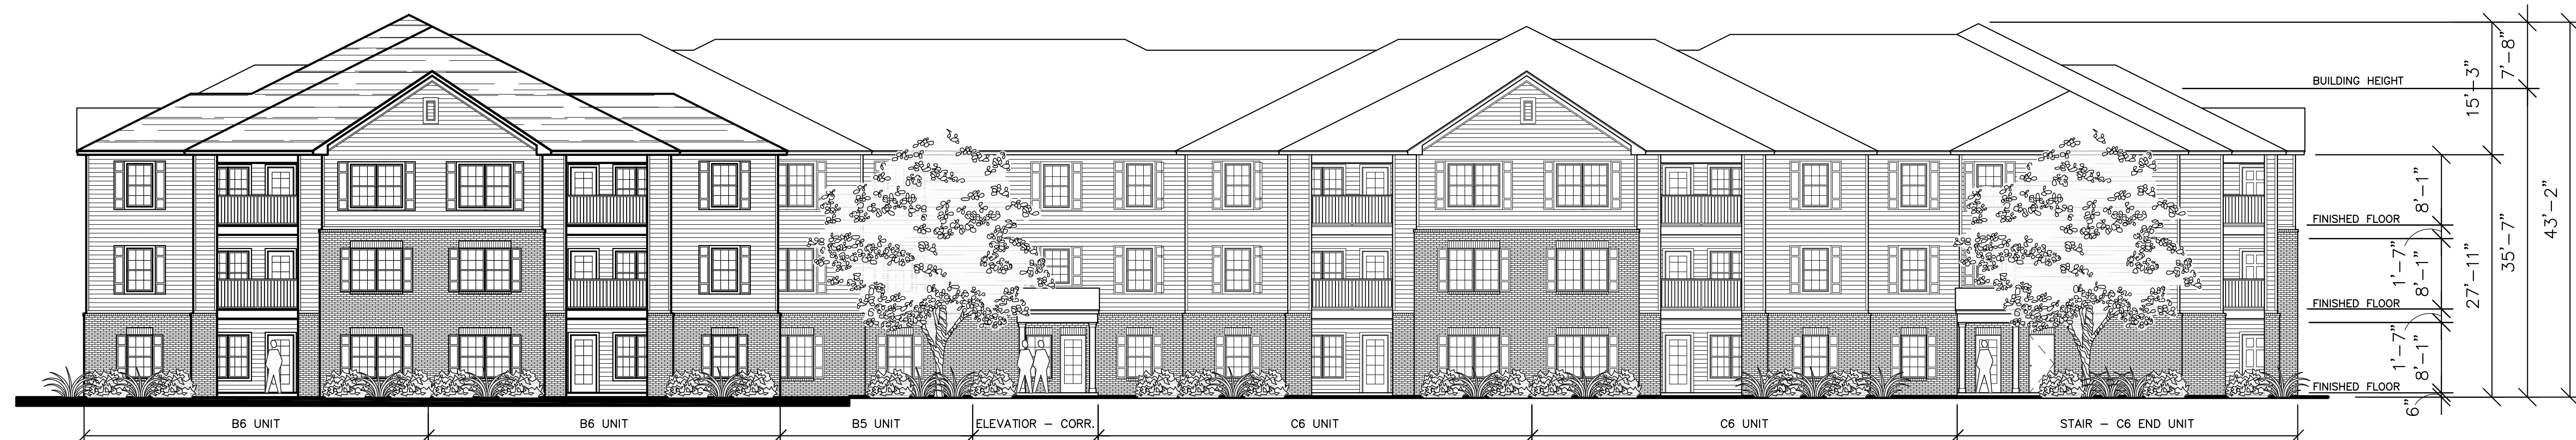 BUILDING HEIGHT
7'-8"
15'-3"
43'-2"
35'-7"
27'-11"
8'-1"
FINISHED FLOOR
1'-7"
8'-1"
FINISHED FLOOR
1'-7"
8'-1"
FINISHED FLOOR
6"
B6 UNIT
B6 UNIT
B5 UNIT
ELEVATIOR - CORR.
C6 UNIT
C6 UNIT
STAIR - C6 END UNIT